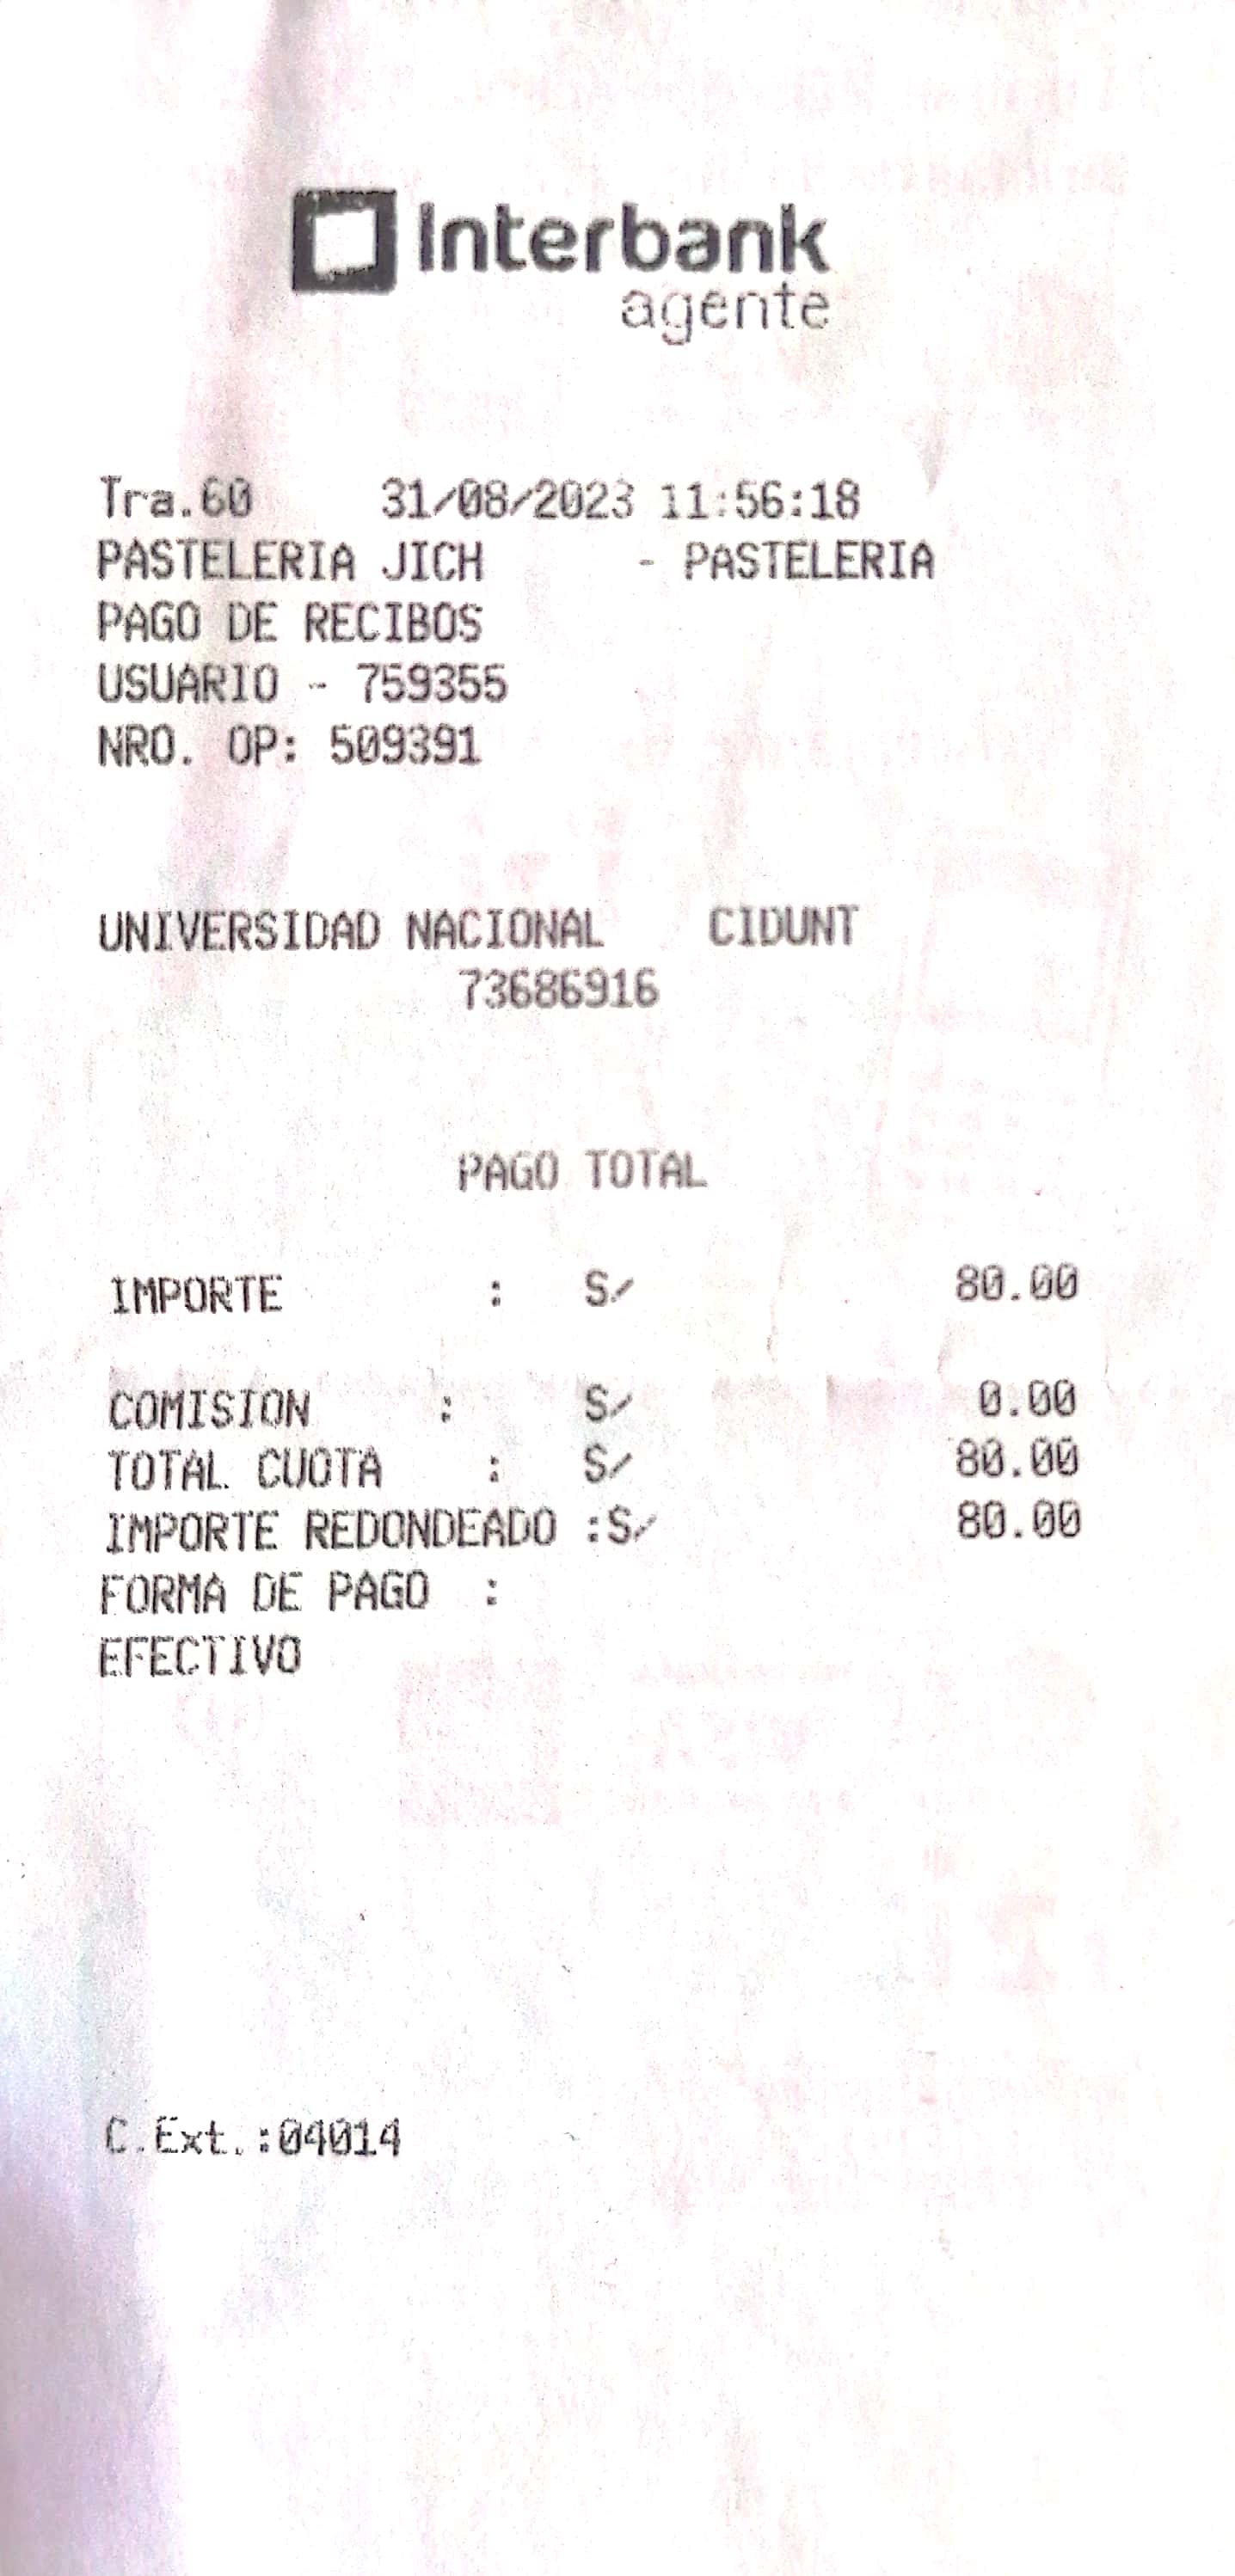 Interbank
agente
Tra.60 31/08/2023 11:56:18
PASTELERIA JICH - PASTELERIA
PAGO DE RECIBOS
USUARIO - 759355
NRO. OP: 509391
UNIVERSIDAD NACIONAL CIDUNT
73686916
PAGO TOTAL
IMPORTE : S/ 80.00
COMISION : S/ 0.00
TOTAL CUOTA : S/ 80.00
IMPORTE REDONDEADO :S/ 80.00
FORMA DE PAGO :
EFECTIVO
C.Ext.:04014